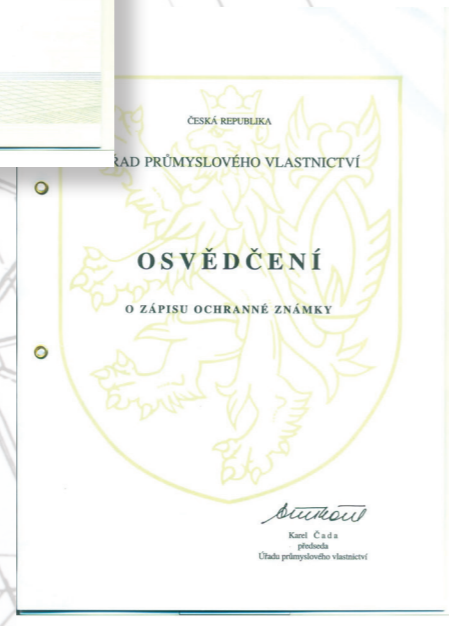 ČESKÁ REPUBLIKA
ŘAD PRŮMYSLOVÉHO VLASTNICTVÍ
OSVĚDČENÍ
O ZÁPISU OCHRANNÉ ZNÁMKY
Karel Čada
předseda
Úřadu průmyslového vlastnictví